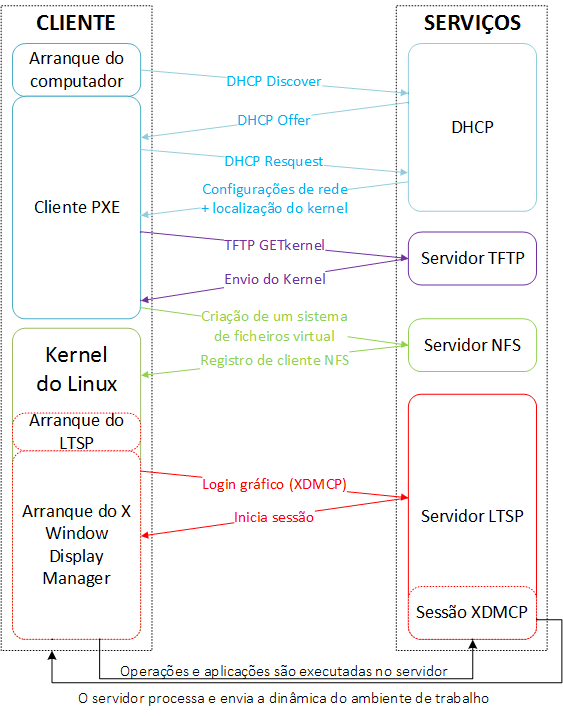 CLIENTE
SERVIÇOS
Arranque do
computador
DHCP Discover
DHCP Offer
DHCP
DHCP Resquest
Configurações de rede
+ localização do kernel
Cliente PXE
TFTP GETkernel
Servidor TFTP
Envio do Kernel
Criação de um sistema
de ficheiros virtual
Servidor NFS
Registro de cliente NFS
Kernel
do Linux
Arranque do
LTSP
Login gráfico (XDMCP)
Inicia sessão
Arranque do X
Window
Display
Manager
Servidor LTSP
Sessão XDMCP
Operações e aplicações são executadas no servidor
O servidor processa e envia a dinâmica do ambiente de trabalho